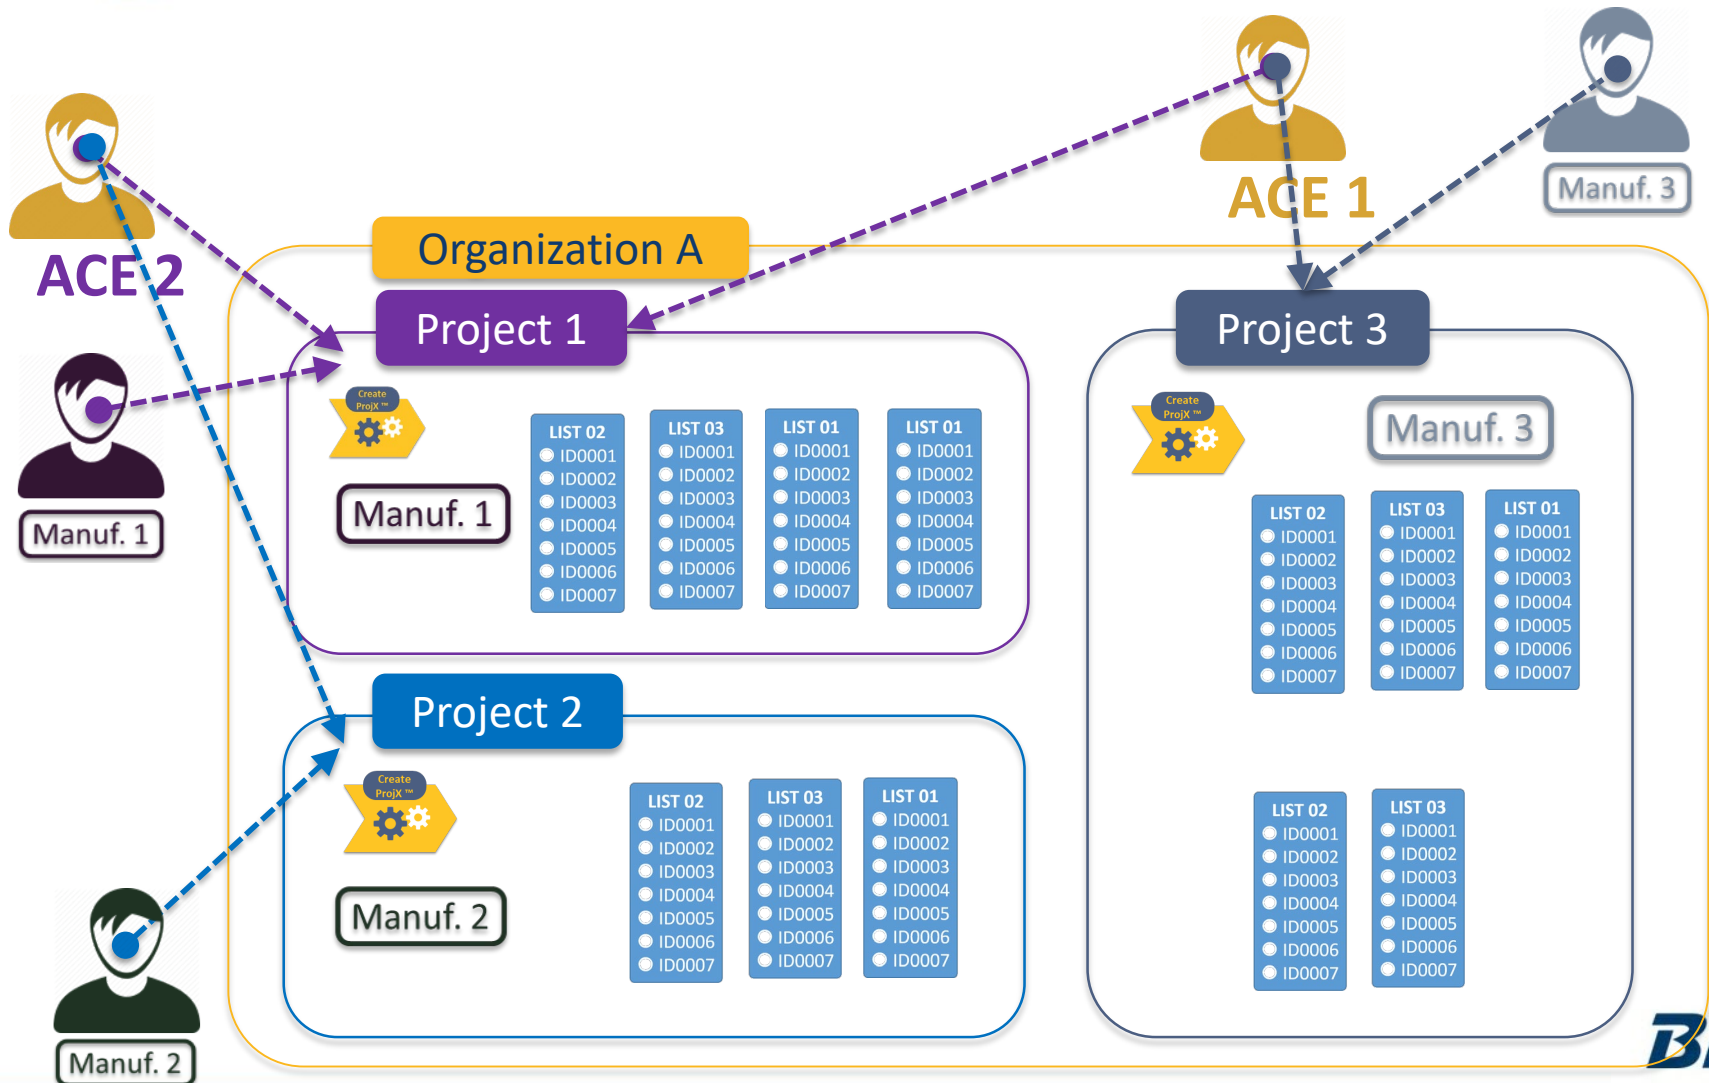 ACE 1
Manuf. 3
ACE 2
Organization A
Project 1
Project 3
Create
ProjX ™
LIST 02
ID0001
ID0002
ID0003
ID0004
ID0005
ID0006
ID0007
LIST 03
ID0001
ID0002
ID0003
ID0004
ID0005
ID0006
ID0007
LIST 01
ID0001
ID0002
ID0003
ID0004
ID0005
ID0006
ID0007
LIST 01
ID0001
ID0002
ID0003
ID0004
ID0005
ID0006
ID0007
Manuf. 1
Manuf. 1
Create
ProjX ™
Manuf. 3
LIST 02
ID0001
ID0002
ID0003
ID0004
ID0005
ID0006
ID0007
LIST 03
ID0001
ID0002
ID0003
ID0004
ID0005
ID0006
ID0007
LIST 01
ID0001
ID0002
ID0003
ID0004
ID0005
ID0006
ID0007
Project 2
Create
ProjX ™
Manuf. 2
LIST 02
ID0001
ID0002
ID0003
ID0004
ID0005
ID0006
ID0007
LIST 03
ID0001
ID0002
ID0003
ID0004
ID0005
ID0006
ID0007
LIST 01
ID0001
ID0002
ID0003
ID0004
ID0005
ID0006
ID0007
LIST 02
ID0001
ID0002
ID0003
ID0004
ID0005
ID0006
ID0007
LIST 03
ID0001
ID0002
ID0003
ID0004
ID0005
ID0006
ID0007
Manuf. 2